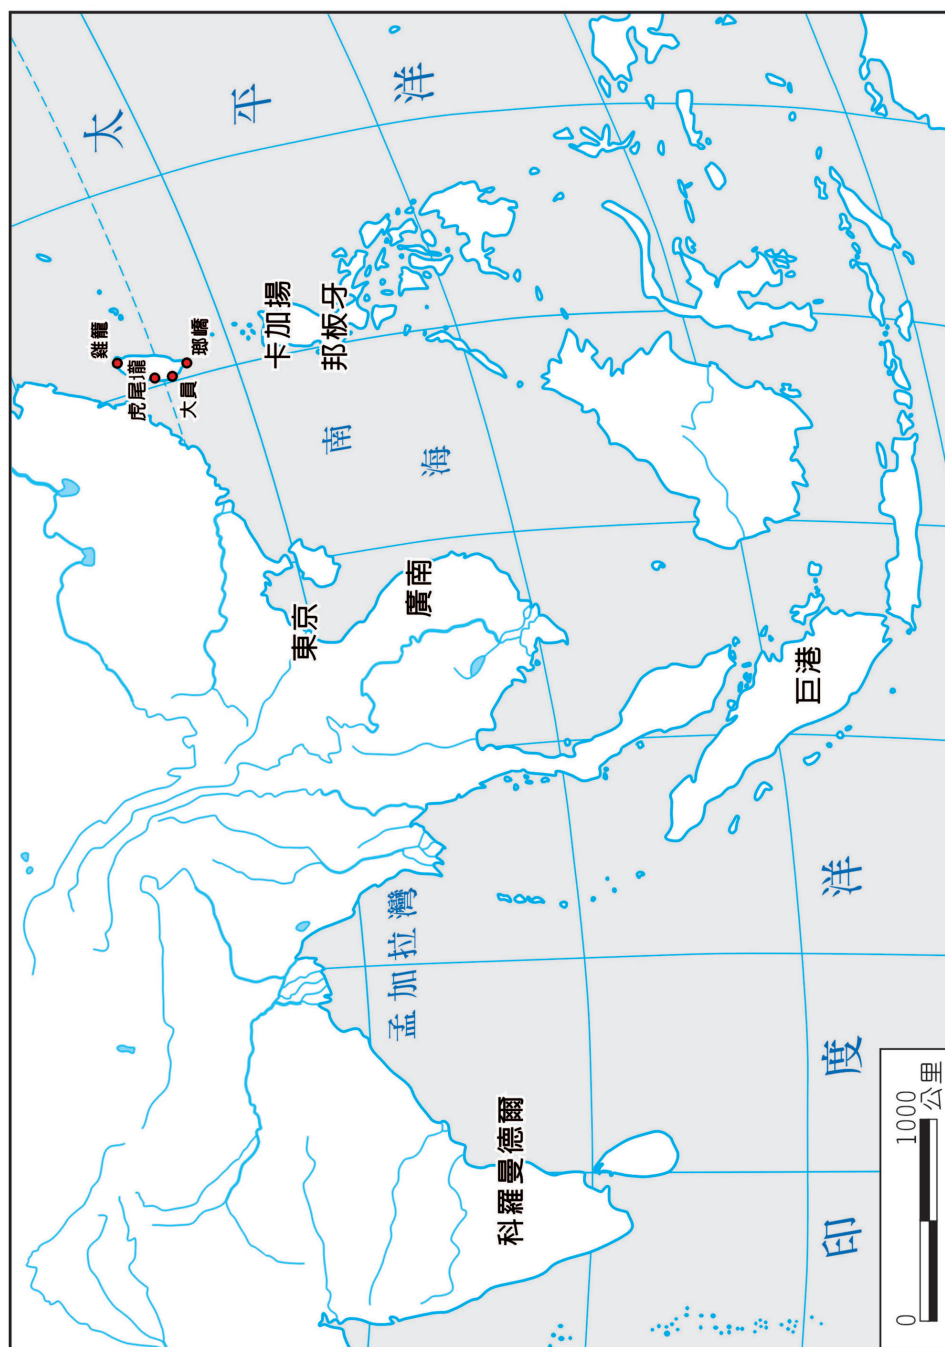 太平洋
雞籠
虎尾壠
大員
瑯嶠
卡加揚
邦板牙
南海
東京
廣南
巨港
孟加拉灣
科羅曼德爾
印度洋
0 1000
公里